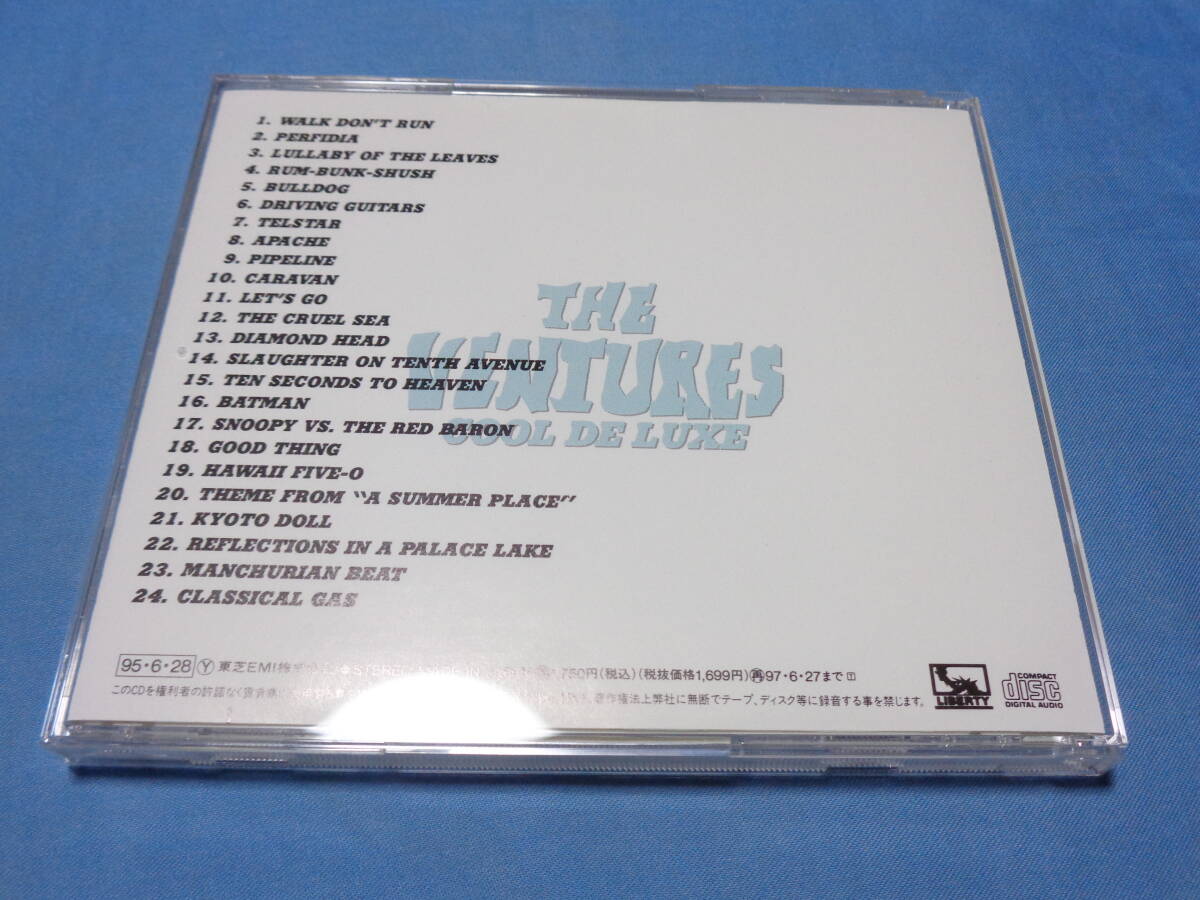 1. WALK DON'T RUN
2. PERFIDIA
3. LULLABY OF THE LEAVES
4. RUM-BUNK-SHUSH
5. BULLDOG
6. DRIVING GUITARS
7. TELSTAR
8. APACHE
9. PIPELINE
10. CARAVAN
11. LET'S GO
12. THE CRUEL SEA
13. DIAMOND HEAD
14. SLAUGHTER ON TENTH AVENUE
15. TEN SECONDS TO HEAVEN
16. BATMAN
17. SNOOPY VS. THE RED BARON
18. GOOD THING
19. HAWAII FIVE-O
20. THEME FROM "A SUMMER PLACE"
21. KYOTO DOLL
22. REFLECTIONS IN A PALACE LAKE
23. MANCHURIAN BEAT
24. CLASSICAL GAS
THE
VENTURES
COOL DE LUXE
95・6・28 Ⓨ 東芝EMI STEREO 1,750円(税込)(税抜価格1,699円)再97・6・27まで
このCDを権利者の許諾なく 著作権法上弊社に無断でテープ、ディスク等に録音する事を禁じます。
LIBERTY
COMPACT
disc
DIGITAL AUDIO